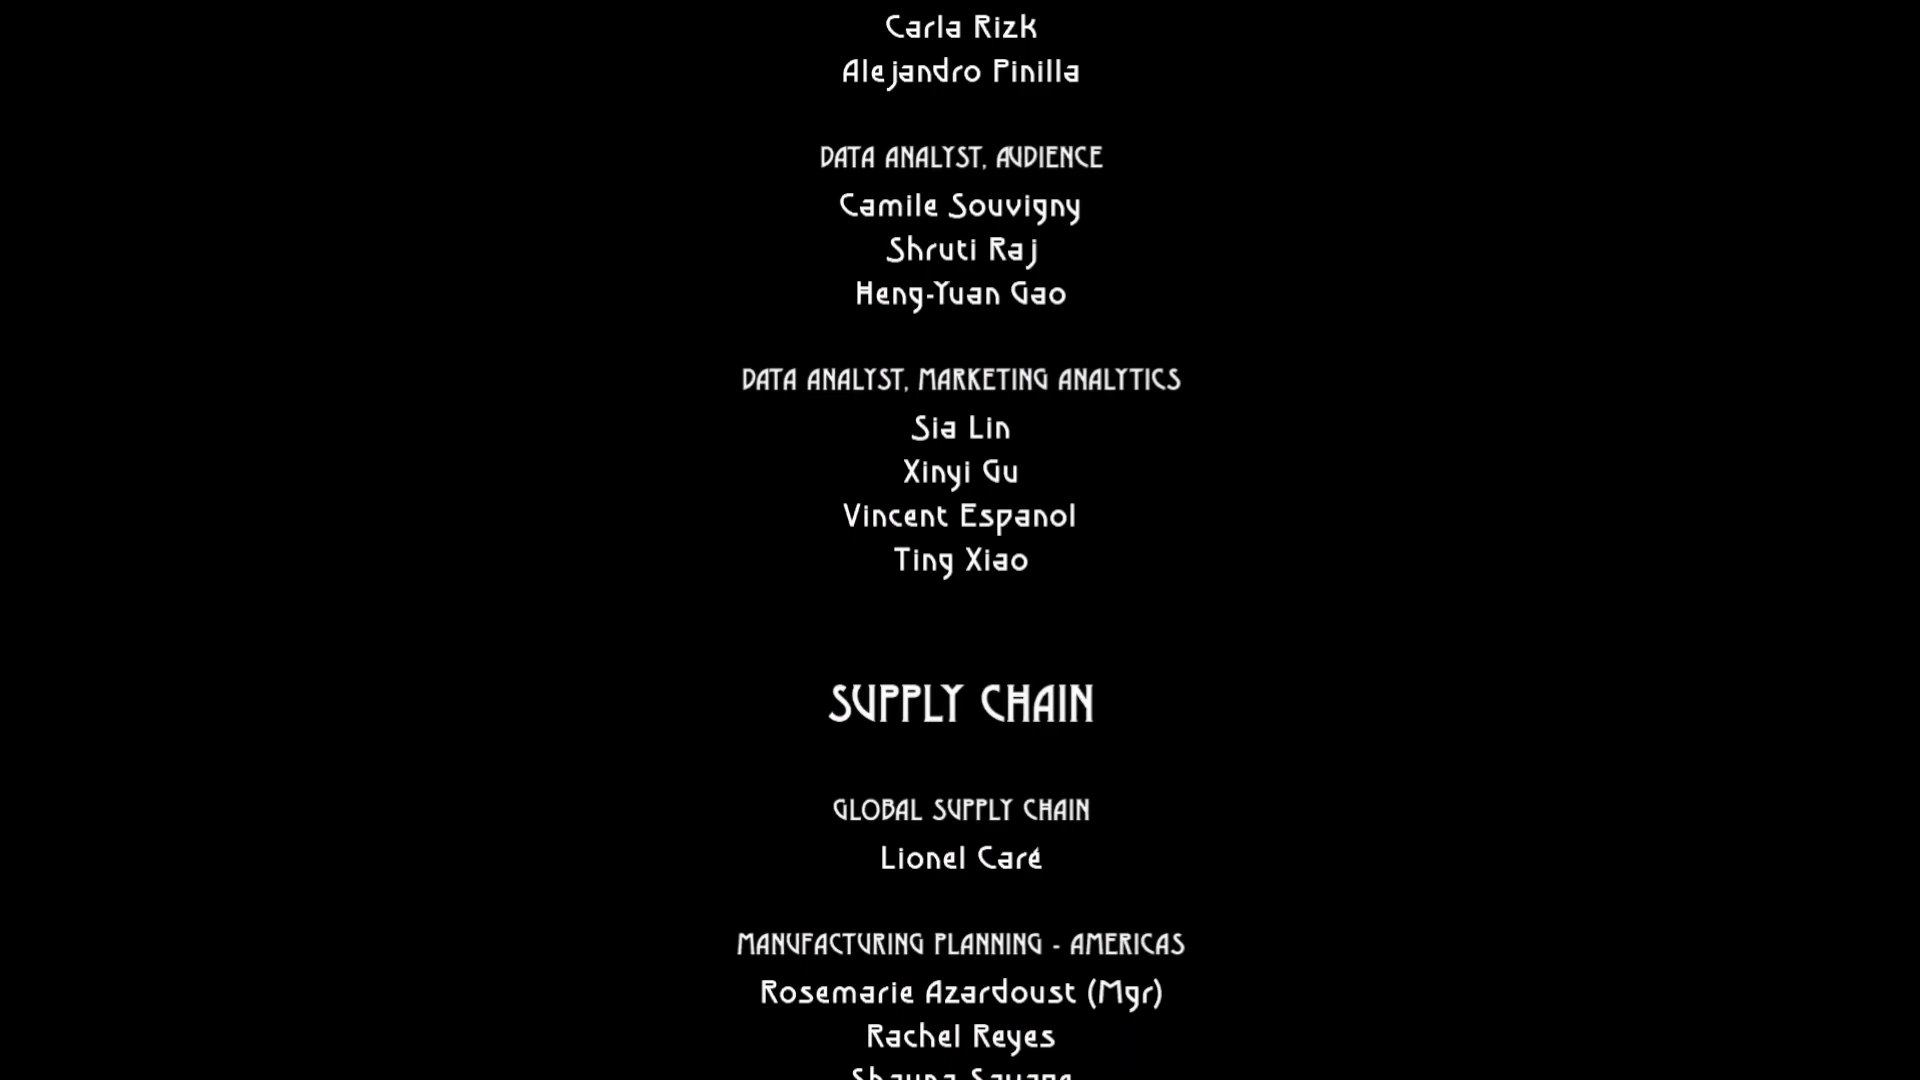 Carla Rizk
Alejandro Pinilla
DATA ANALYST, AUDIENCE
Camile Souvigny
Shruti Raj
Heng-Yuan Gao
DATA ANALYST, MARKETING ANALYTICS
Sia Lin
Xinyi Gu
Vincent Espanol
Ting Xiao
SUPPLY CHAIN
GLOBAL SUPPLY CHAIN
Lionel Caré
MANUFACTURING PLANNING - AMERICAS
Rosemarie Azardoust (Mgr)
Rachel Reyes